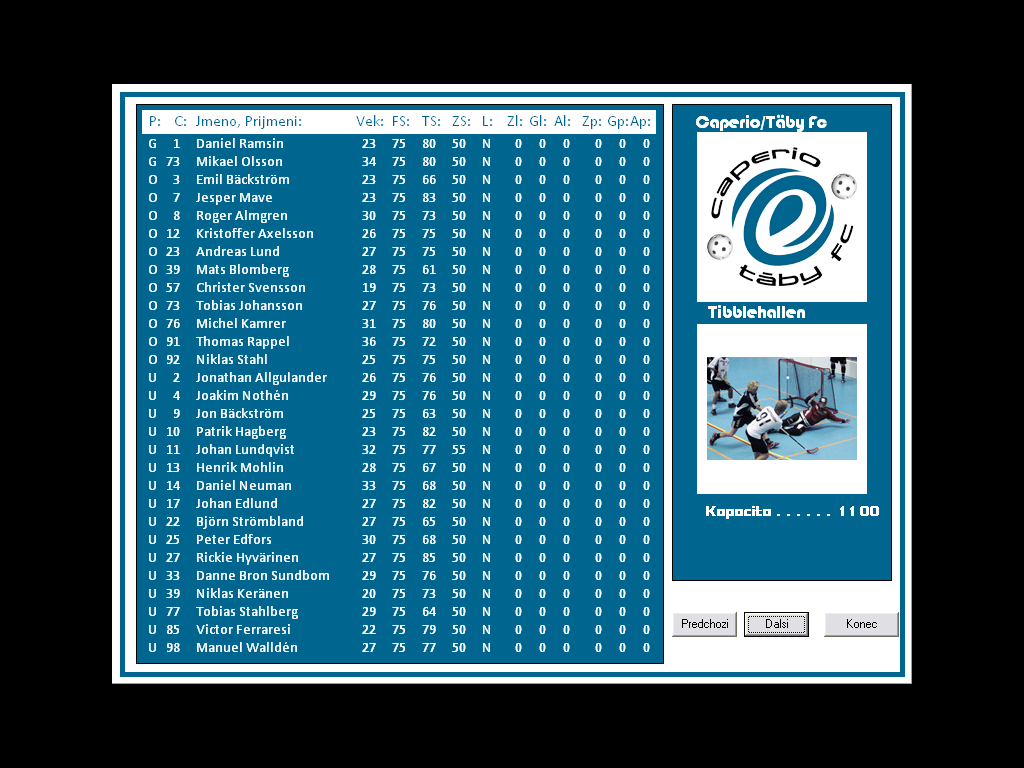 P: C: Jmeno, Prijmeni: Vek: FS: TS: ZS: L: Zl: Gl: Al: Zp: Gp: Ap:
G 1 Daniel Ramsin 23 75 80 50 N 0 0 0 0 0 0
G 73 Mikael Olsson 34 75 80 50 N 0 0 0 0 0 0
O 3 Emil Bäckström 23 75 66 50 N 0 0 0 0 0 0
O 7 Jesper Mave 23 75 83 50 N 0 0 0 0 0 0
O 8 Roger Almgren 30 75 73 50 N 0 0 0 0 0 0
O 12 Kristoffer Axelsson 26 75 75 50 N 0 0 0 0 0 0
O 23 Andreas Lund 27 75 75 50 N 0 0 0 0 0 0
O 39 Mats Blomberg 28 75 61 50 N 0 0 0 0 0 0
O 57 Christer Svensson 19 75 73 50 N 0 0 0 0 0 0
O 73 Tobias Johansson 27 75 76 50 N 0 0 0 0 0 0
O 76 Michel Kamrer 31 75 80 50 N 0 0 0 0 0 0
O 91 Thomas Rappel 36 75 72 50 N 0 0 0 0 0 0
O 92 Niklas Stahl 25 75 75 50 N 0 0 0 0 0 0
U 2 Jonathan Allgulander 26 75 76 50 N 0 0 0 0 0 0
U 4 Joakim Nothén 29 75 76 50 N 0 0 0 0 0 0
U 9 Jon Bäckström 25 75 63 50 N 0 0 0 0 0 0
U 10 Patrik Hagberg 23 75 82 50 N 0 0 0 0 0 0
U 11 Johan Lundqvist 32 75 77 55 N 0 0 0 0 0 0
U 13 Henrik Mohlin 28 75 67 50 N 0 0 0 0 0 0
U 14 Daniel Neuman 33 75 68 50 N 0 0 0 0 0 0
U 17 Johan Edlund 27 75 82 50 N 0 0 0 0 0 0
U 22 Björn Strömbland 27 75 65 50 N 0 0 0 0 0 0
U 25 Peter Edfors 30 75 68 50 N 0 0 0 0 0 0
U 27 Rickie Hyvärinen 27 75 85 50 N 0 0 0 0 0 0
U 33 Danne Bron Sundbom 29 75 76 50 N 0 0 0 0 0 0
U 39 Niklas Keränen 20 75 73 50 N 0 0 0 0 0 0
U 77 Tobias Stahlberg 29 75 64 50 N 0 0 0 0 0 0
U 85 Victor Ferraresi 22 75 79 50 N 0 0 0 0 0 0
U 98 Manuel Walldén 27 75 77 50 N 0 0 0 0 0 0
Caperio/Täby Fc
caperio
täby FC
Tibblehallen
Kapacita . . . . . . 1100
Predchozi
Dalsi
Konec